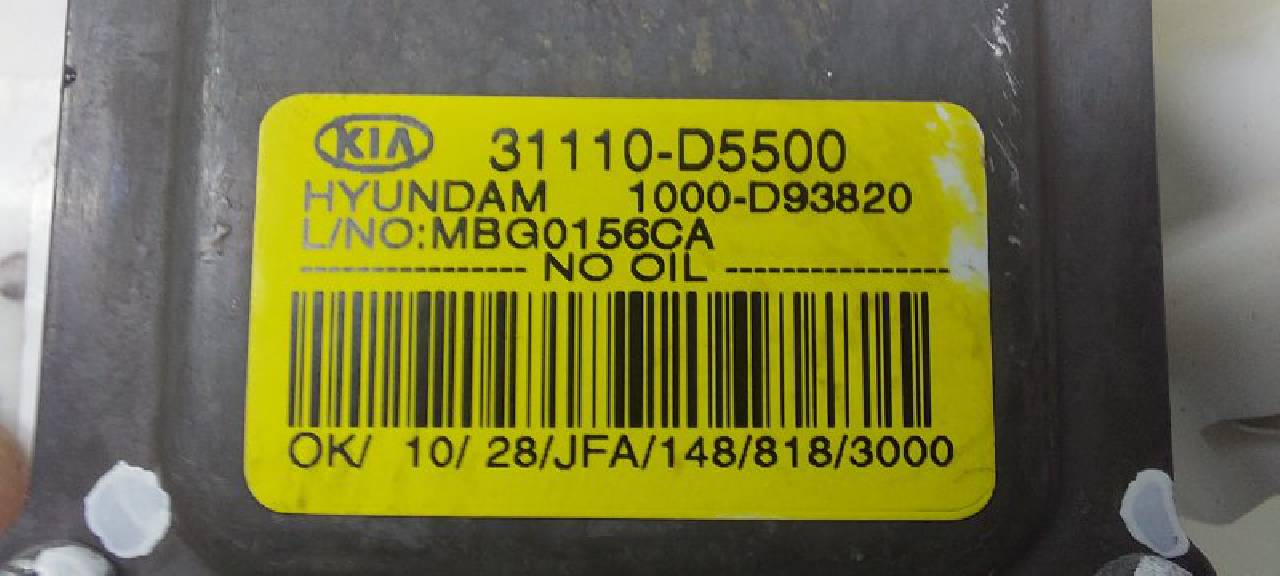 KIA 31110-D5500
HYUNDAM 1000-D93820
L/NO:MBG0156CA
---------------- NO OIL ----------------
OK/ 10/ 28/JFA/148/818/3000